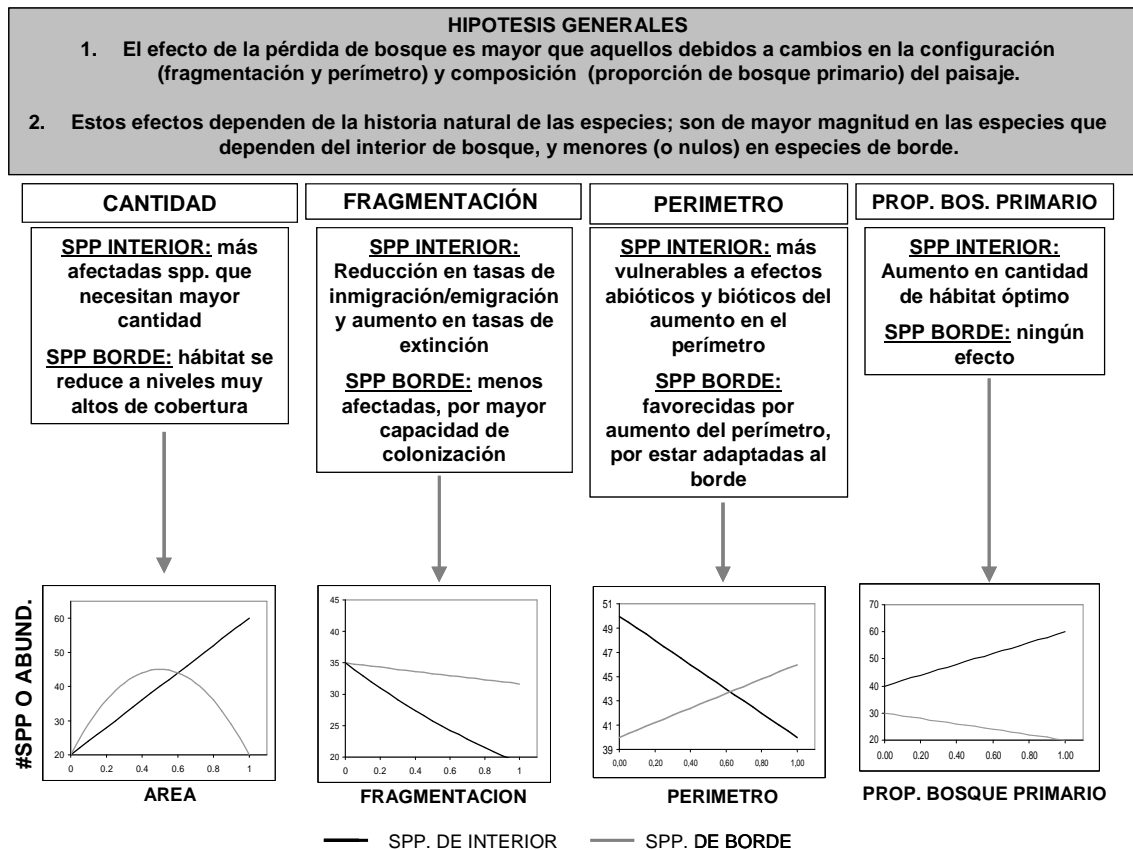 HIPOTESIS GENERALES
1. El efecto de la pérdida de bosque es mayor que aquellos debidos a cambios en la configuración
(fragmentación y perímetro) y composición (proporción de bosque primario) del paisaje.
2. Estos efectos dependen de la historia natural de las especies; son de mayor magnitud en las especies que
dependen del interior de bosque, y menores (o nulos) en especies de borde.
CANTIDAD
SPP INTERIOR: más
afectadas spp. que
necesitan mayor
cantidad
SPP BORDE: hábitat se
reduce a niveles muy
altos de cobertura
FRAGMENTACIÓN
SPP INTERIOR:
Reducción en tasas de
inmigración/emigración
y aumento en tasas de
extinción
SPP BORDE: menos
afectadas, por mayor
capacidad de
colonización
PERIMETRO
SPP INTERIOR: más
vulnerables a efectos
abióticos y bióticos del
aumento en el
perímetro
SPP BORDE:
favorecidas por
aumento del perímetro,
por estar adaptadas al
borde
PROP. BOS. PRIMARIO
SPP INTERIOR:
Aumento en cantidad
de hábitat óptimo
SPP BORDE: ningún
efecto
#SPP O ABUND.
60
50
40
30
20
0 0.2 0.4 0.6 0.8 1
AREA
45
40
35
30
25
20
0 0.2 0.4 0.6 0.8 1
FRAGMENTACION
51
49
47
45
43
41
39
0,00 0,20 0,40 0,60 0,80 1,00
PERIMETRO
70
60
50
40
30
20
0.00 0.20 0.40 0.60 0.80 1.00
PROP. BOSQUE PRIMARIO
SPP. DE INTERIOR
SPP. DE BORDE